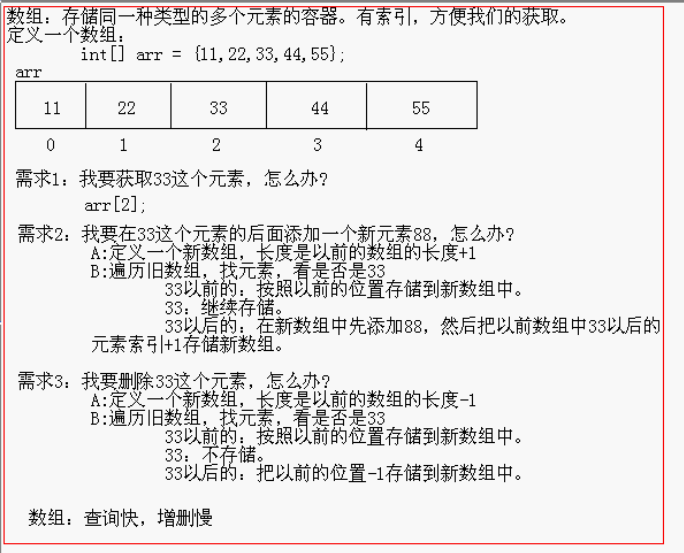 数组：存储同一种类型的多个元素的容器。有索引，方便我们的获取。
定义一个数组：
int[] arr = {11,22,33,44,55};
arr
11 22 33 44 55
0 1 2 3 4
需求1：我要获取33这个元素，怎么办?
arr[2];
需求2：我要在33这个元素的后面添加一个新元素88，怎么办?
A:定义一个新数组，长度是以前的数组的长度+1
B:遍历旧数组，找元素，看是否是33
33以前的：按照以前的位置存储到新数组中。
33：继续存储。
33以后的：在新数组中先添加88，然后把以前数组中33以后的
元素索引+1存储新数组。
需求3：我要删除33这个元素，怎么办?
A:定义一个新数组，长度是以前的数组的长度-1
B:遍历旧数组，找元素，看是否是33
33以前的：按照以前的位置存储到新数组中。
33：不存储。
33以后的：把以前的位置-1存储到新数组中。
数组：查询快，增删慢